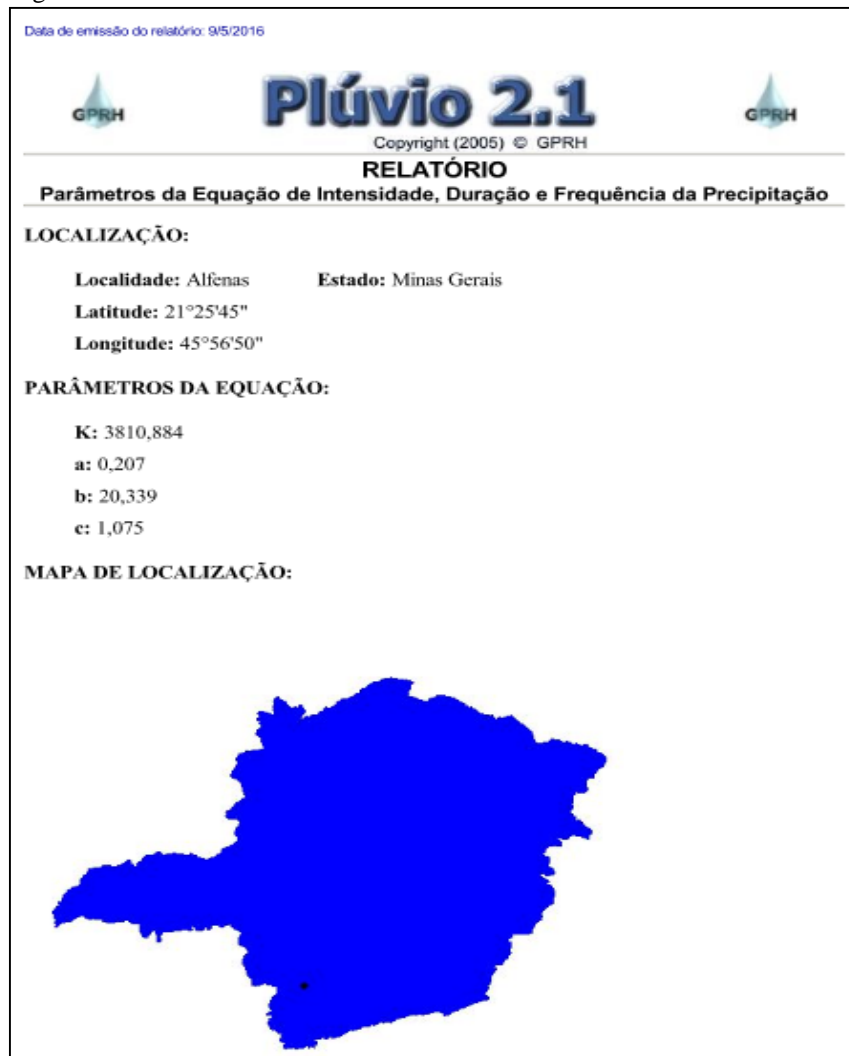 Data de emissão do relatório: 9/5/2016
GPRH
Plúvio 2.1
GPRH
Copyright (2005) © GPRH
RELATÓRIO
Parâmetros da Equação de Intensidade, Duração e Frequência da Precipitação
LOCALIZAÇÃO:
Localidade: Alfenas Estado: Minas Gerais
Latitude: 21°25'45"
Longitude: 45°56'50"
PARÂMETROS DA EQUAÇÃO:
K: 3810,884
a: 0,207
b: 20,339
c: 1,075
MAPA DE LOCALIZAÇÃO: